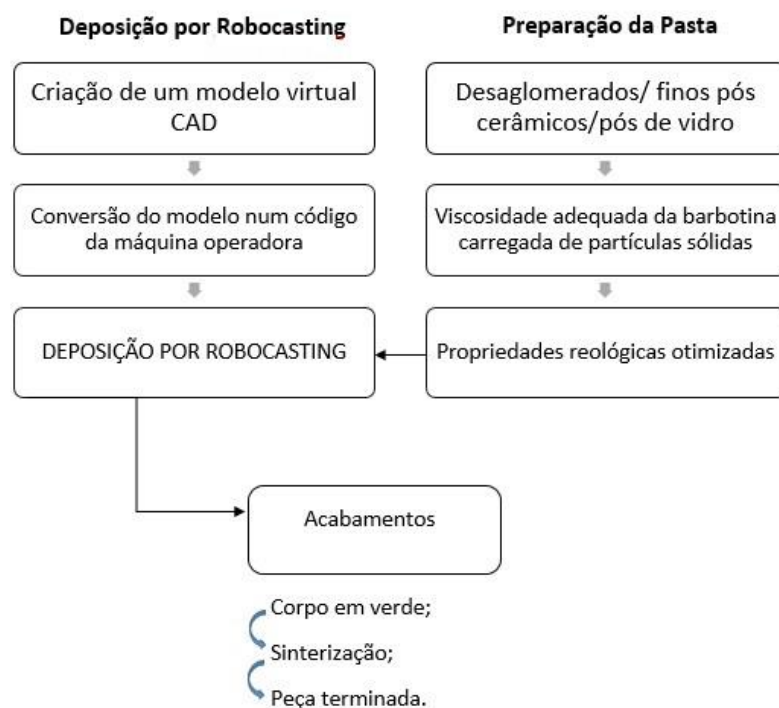 Deposição por Robocasting
Preparação da Pasta
Criação de um modelo virtual
CAD
Desaglomerados/ finos pós
cerâmicos/pós de vidro
Conversão do modelo num código
da máquina operadora
Viscosidade adequada da barbotina
carregada de partículas sólidas
DEPOSIÇÃO POR ROBOCASTING
Propriedades reológicas otimizadas
Acabamentos
Corpo em verde;
Sinterização;
Peça terminada.